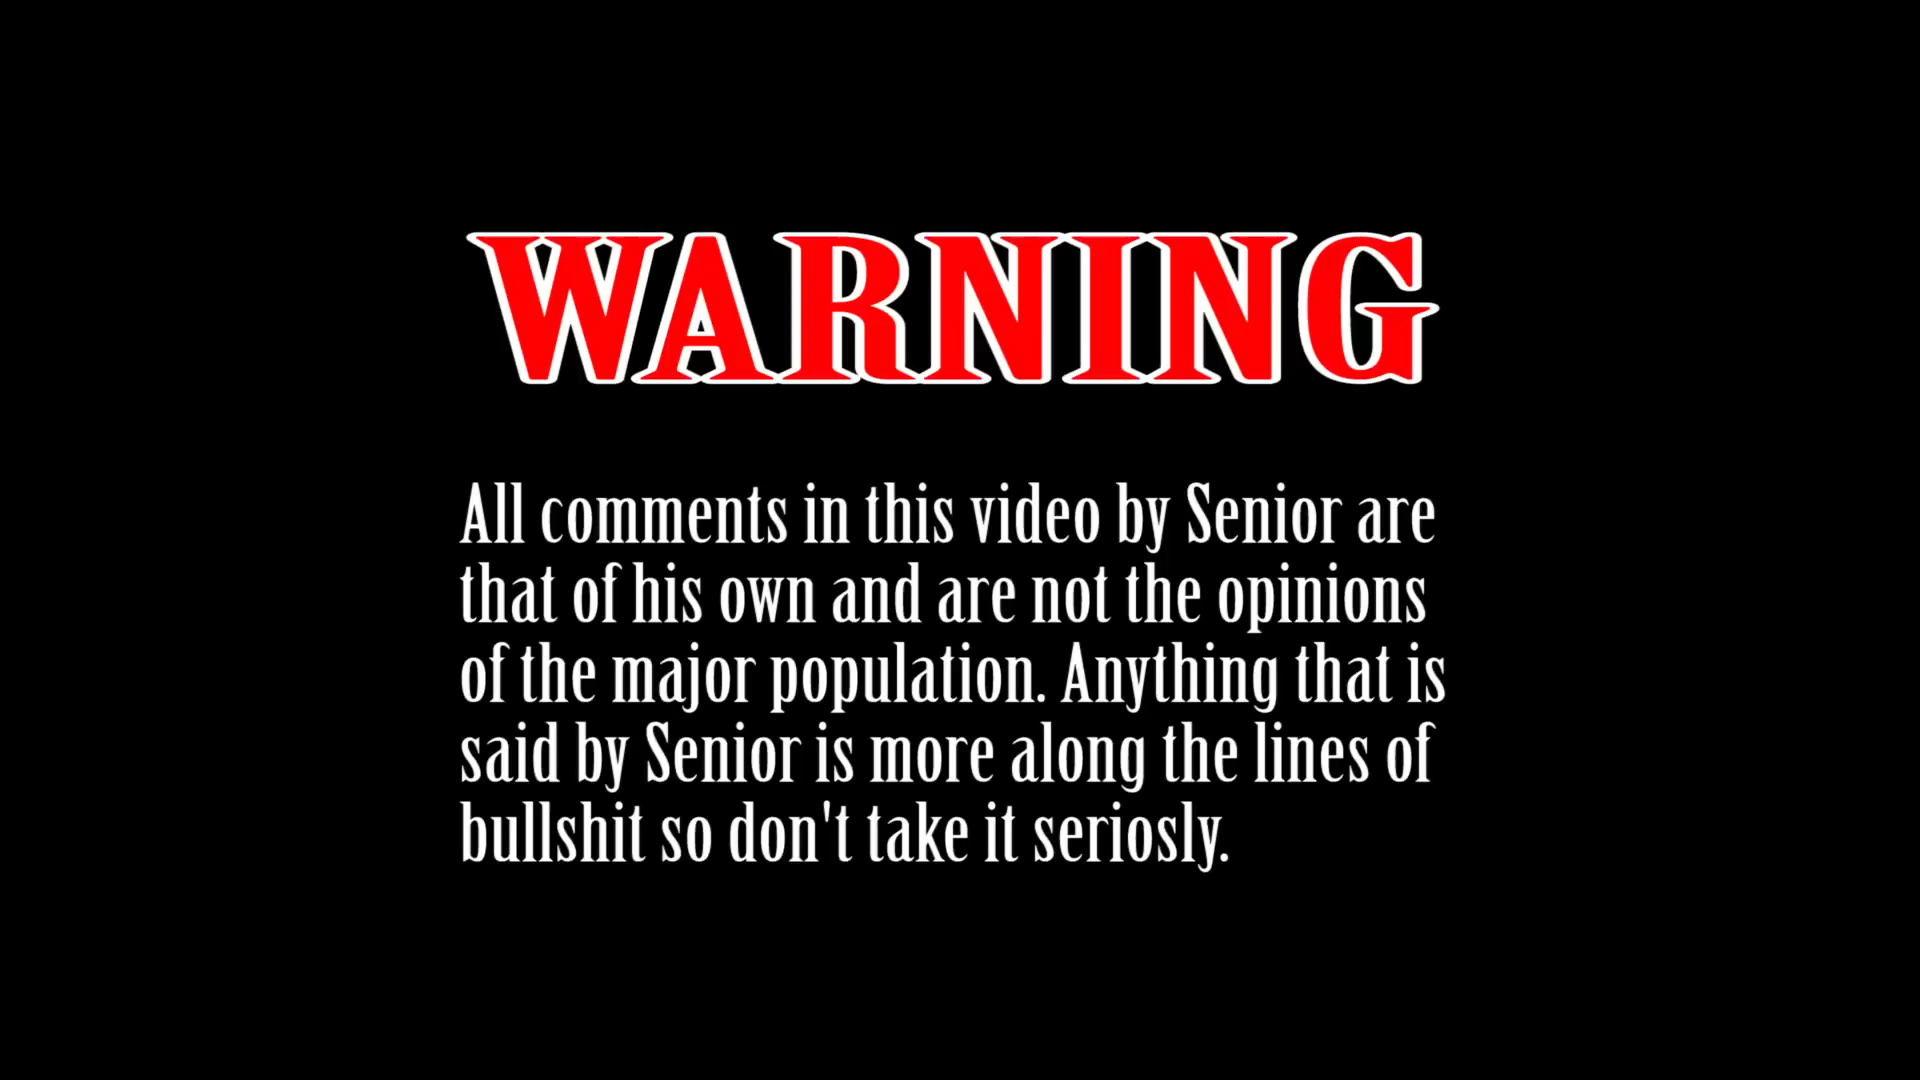 WARNING
All comments in this video by Senior are
that of his own and are not the opinions
of the major population. Anything that is
said by Senior is more along the lines of
bullshit so don't take it seriosly.